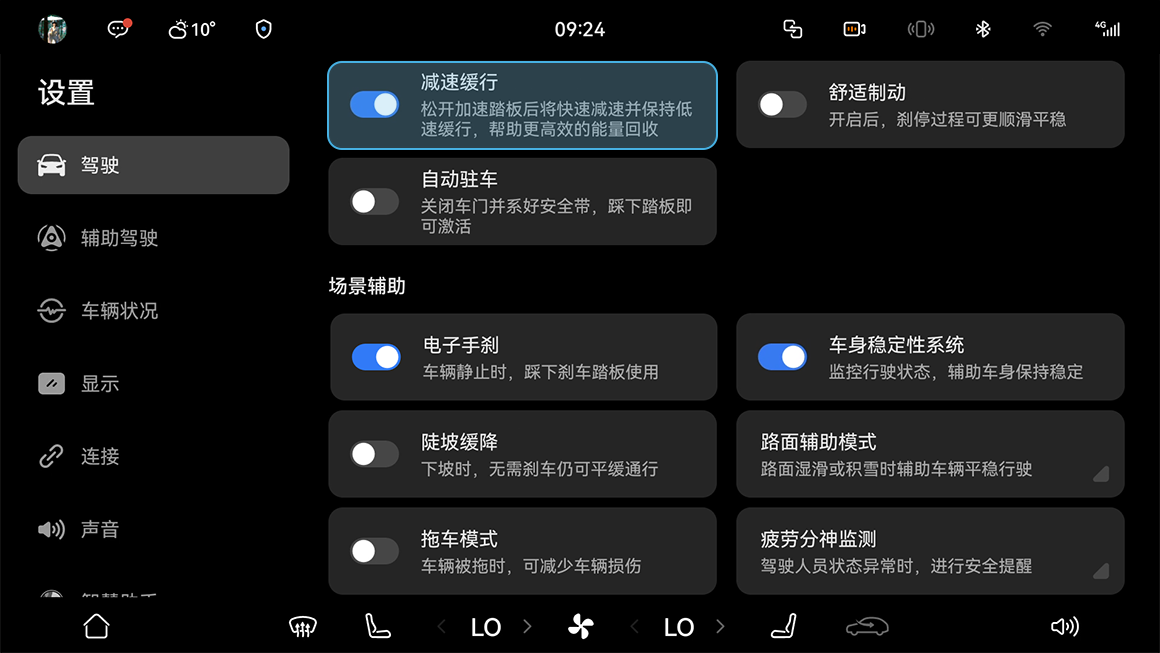 10°
09:24
4G
设置
驾驶
辅助驾驶
车辆状况
显示
连接
声音
智慧助手
减速缓行
松开加速踏板后将快速减速并保持低
速缓行，帮助更高效的能量回收
舒适制动
开启后，刹停过程可更顺滑平稳
自动驻车
关闭车门并系好安全带，踩下踏板即
可激活
场景辅助
电子手刹
车辆静止时，踩下刹车踏板使用
车身稳定性系统
监控行驶状态，辅助车身保持稳定
陡坡缓降
下坡时，无需刹车仍可平缓通行
路面辅助模式
路面湿滑或积雪时辅助车辆平稳行驶
拖车模式
车辆被拖时，可减少车辆损伤
疲劳分神监测
驾驶人员状态异常时，进行安全提醒
LO
LO